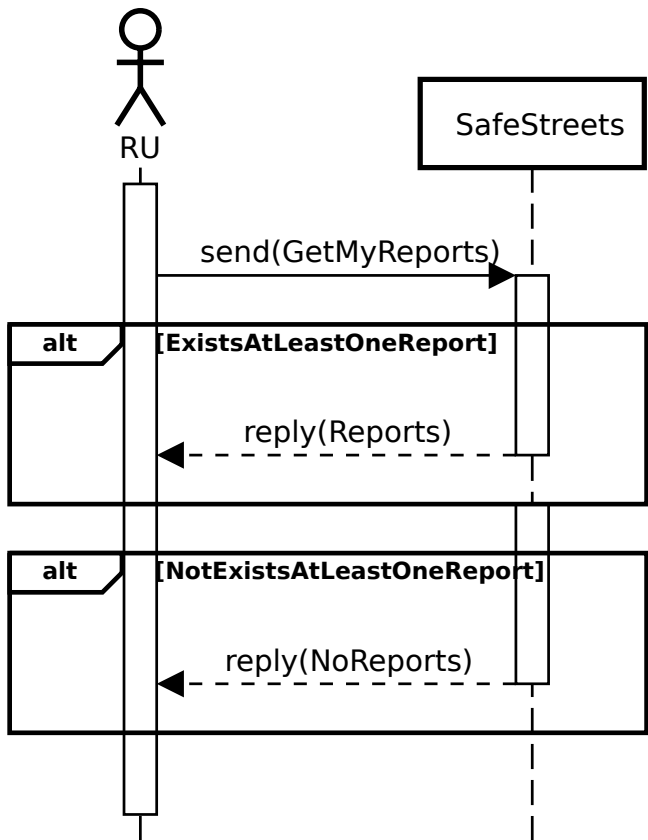 RU
SafeStreets
send(GetMyReports)
alt
[ExistsAtLeastOneReport]
reply(Reports)
alt
[NotExistsAtLeastOneReport]
reply(NoReports)